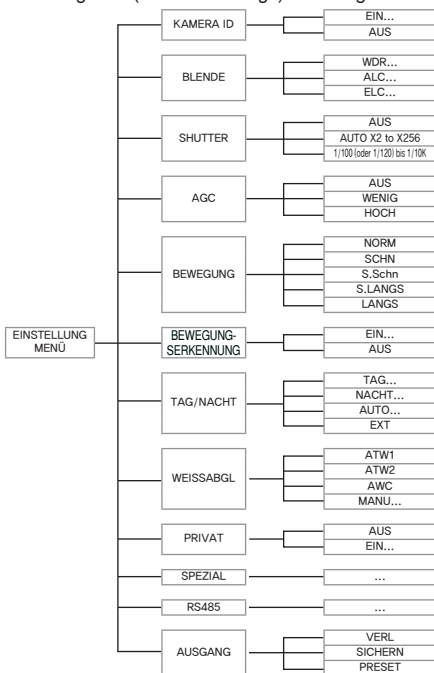 KAMERA ID
EIN...
AUS
BLENDE
WDR...
ALC...
ELC...
SHUTTER
AUS
AUTO X2 to X256
1/100 (oder 1/120) bis 1/10K
AGC
AUS
WENIG
HOCH
BEWEGUNG
NORM
SCHN
S.Schn
S.LANGS
LANGS
EINSTELLUNG
MENÜ
BEWEGUNG-
SERKENNUNG
EIN...
AUS
TAG/NACHT
TAG...
NACHT...
AUTO...
EXT
WEISSABGL
ATW1
ATW2
AWC
MANU...
PRIVAT
AUS
EIN...
SPEZIAL
...
RS485
...
AUSGANG
VERL
SICHERN
PRESET